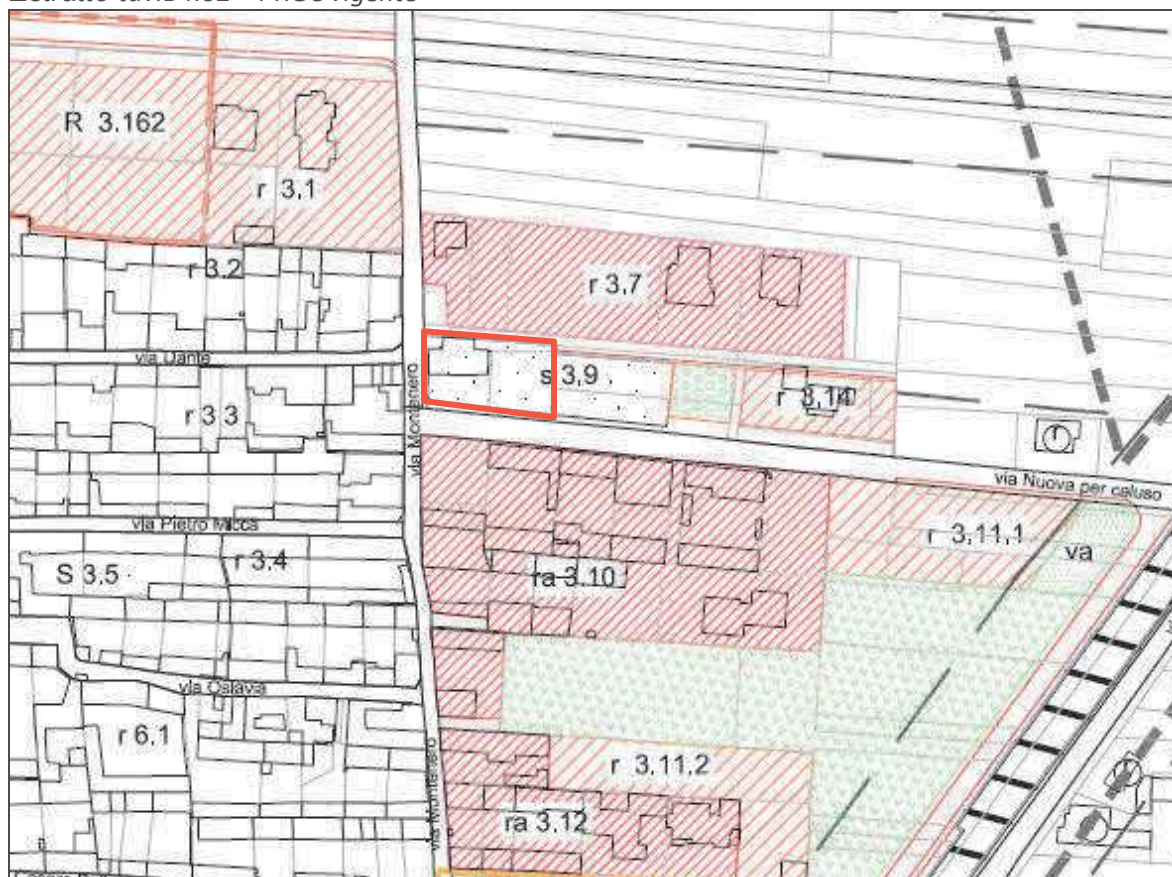 R 3.162
r 3,1
r 3.2
r 3,7
via Dante
s 3,9
r 3,14
r 3 3
via Montenero
via Nuova per caluso
via Pietro Micca
r 3,11,1
va
S 3.5
r 3.4
ra 3.10
via Oslavia
r 6,1
r 3.11,2
via Montenero
ra 3.12